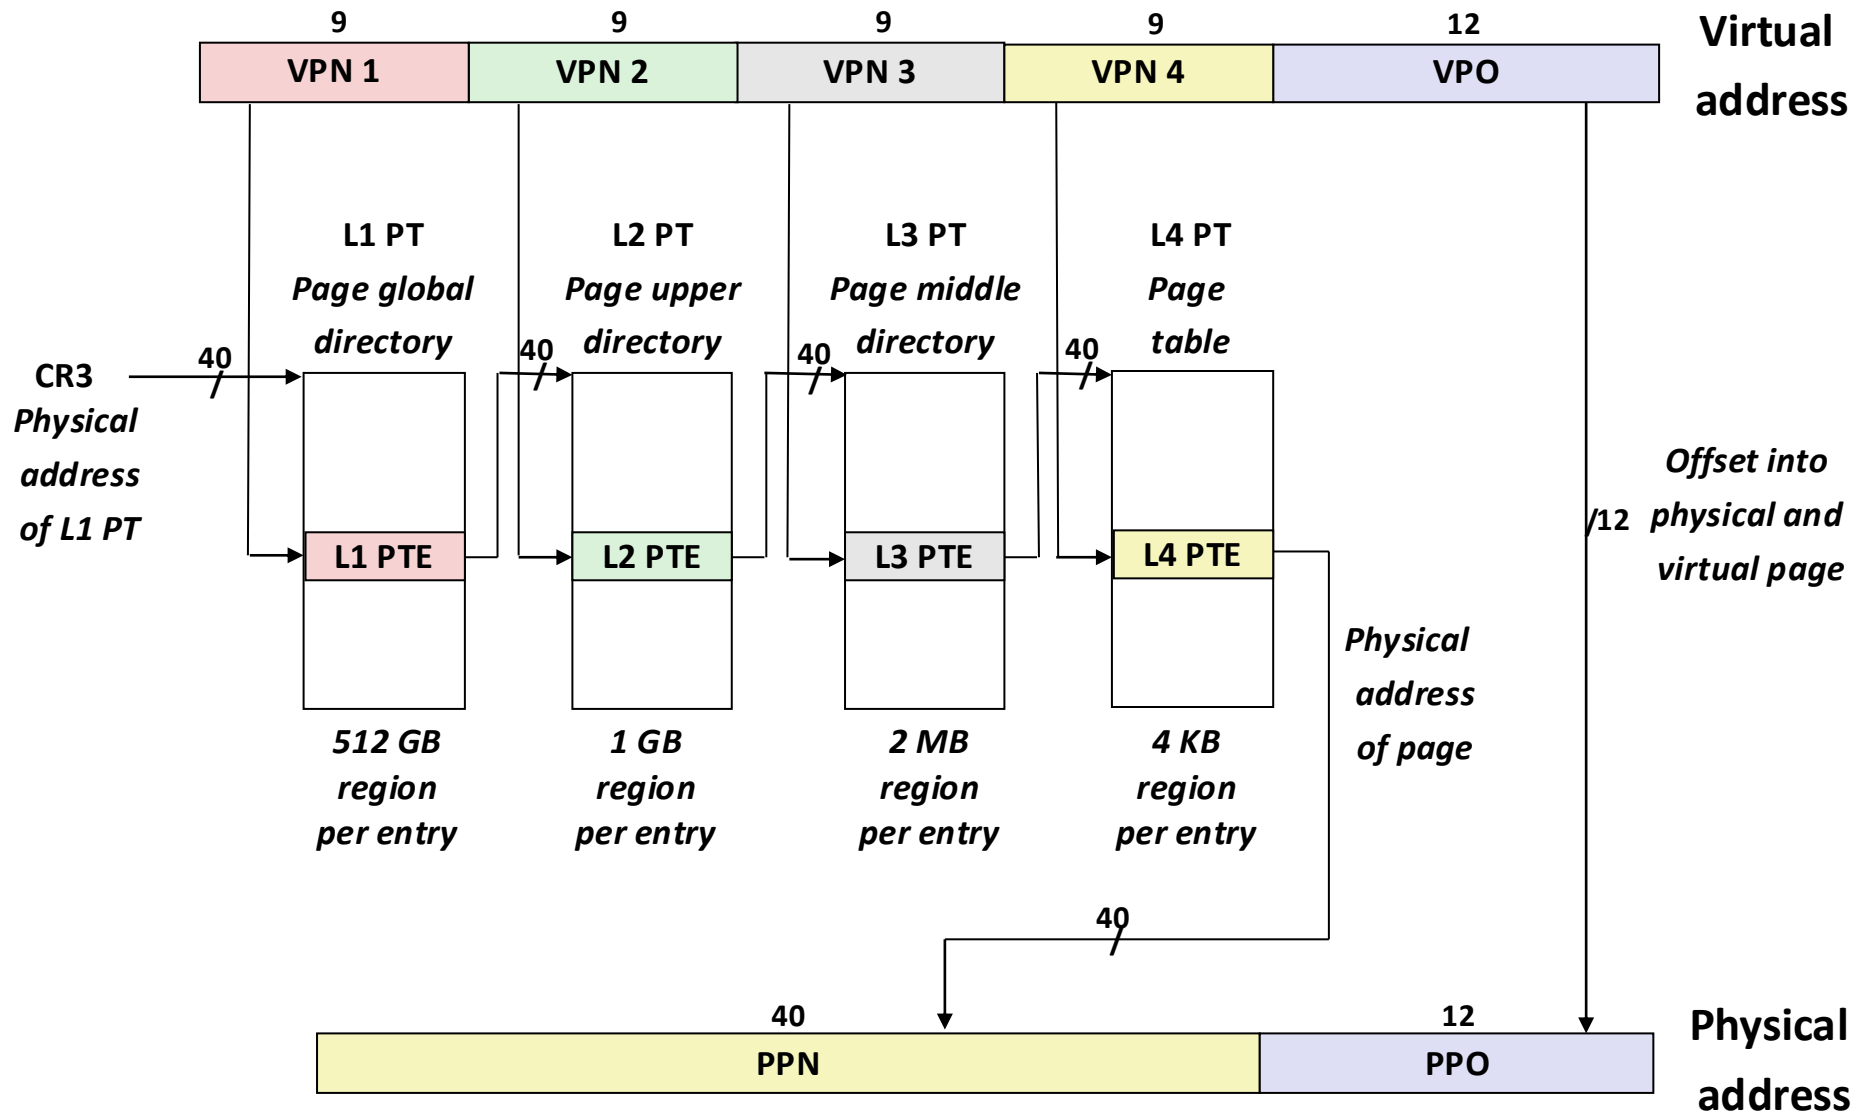 9 9 9 9 12
VPN 1 VPN 2 VPN 3 VPN 4 VPO
Virtual
address
L1 PT
Page global
directory
L2 PT
Page upper
directory
L3 PT
Page middle
directory
L4 PT
Page
table
CR3
Physical
address
of L1 PT
40 40 40 40
L1 PTE L2 PTE L3 PTE L4 PTE
12
Offset into
physical and
virtual page
512 GB
region
per entry
1 GB
region
per entry
2 MB
region
per entry
4 KB
region
per entry
Physical
address
of page
40
40 12
PPN PPO
Physical
address